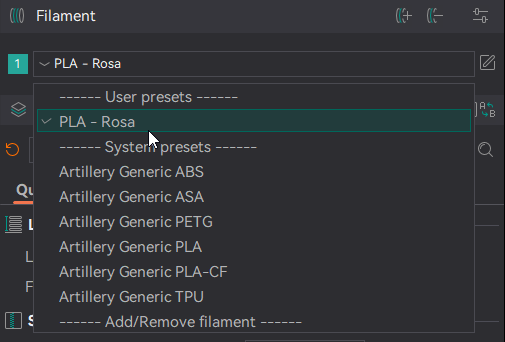 Filament
1 PLA - Rosa
------ User presets ------
PLA - Rosa
------ System presets ------
Artillery Generic ABS
Artillery Generic ASA
Artillery Generic PETG
Artillery Generic PLA
Artillery Generic PLA-CF
Artillery Generic TPU
------ Add/Remove filament ------
A B
Qu
L
L
F
S